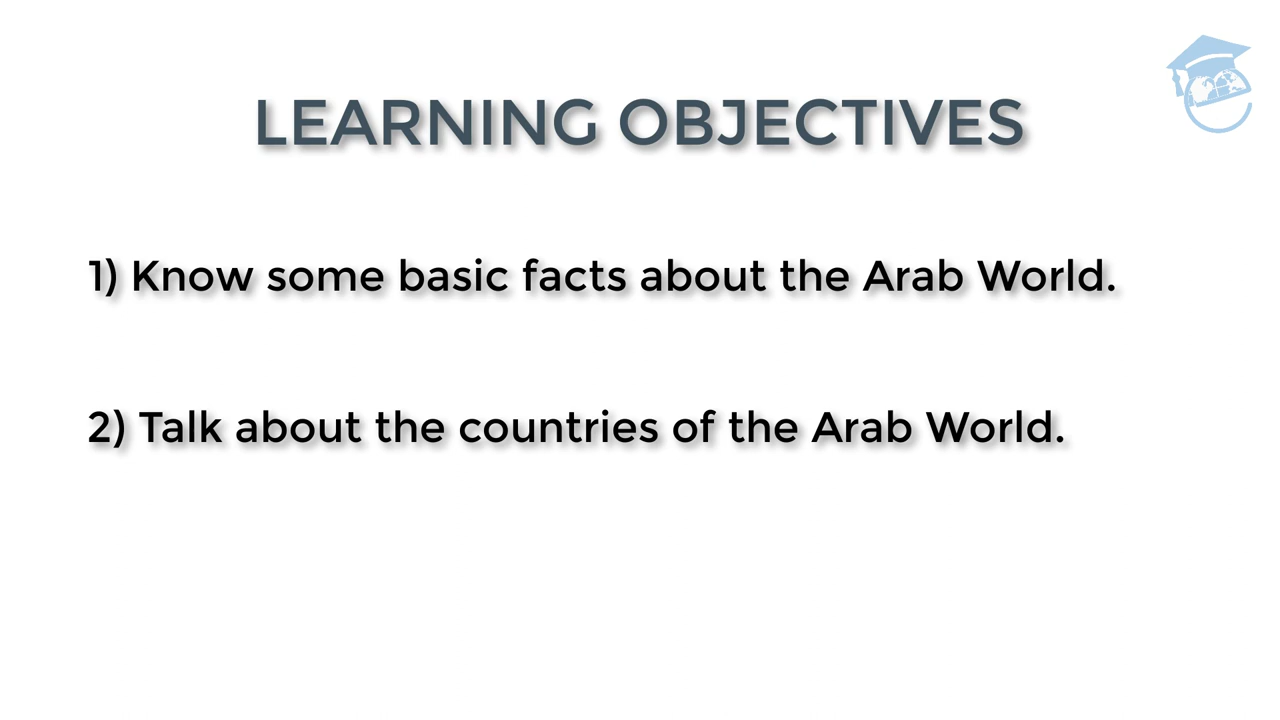 LEARNING OBJECTIVES
1) Know some basic facts about the Arab World.
2) Talk about the countries of the Arab World.